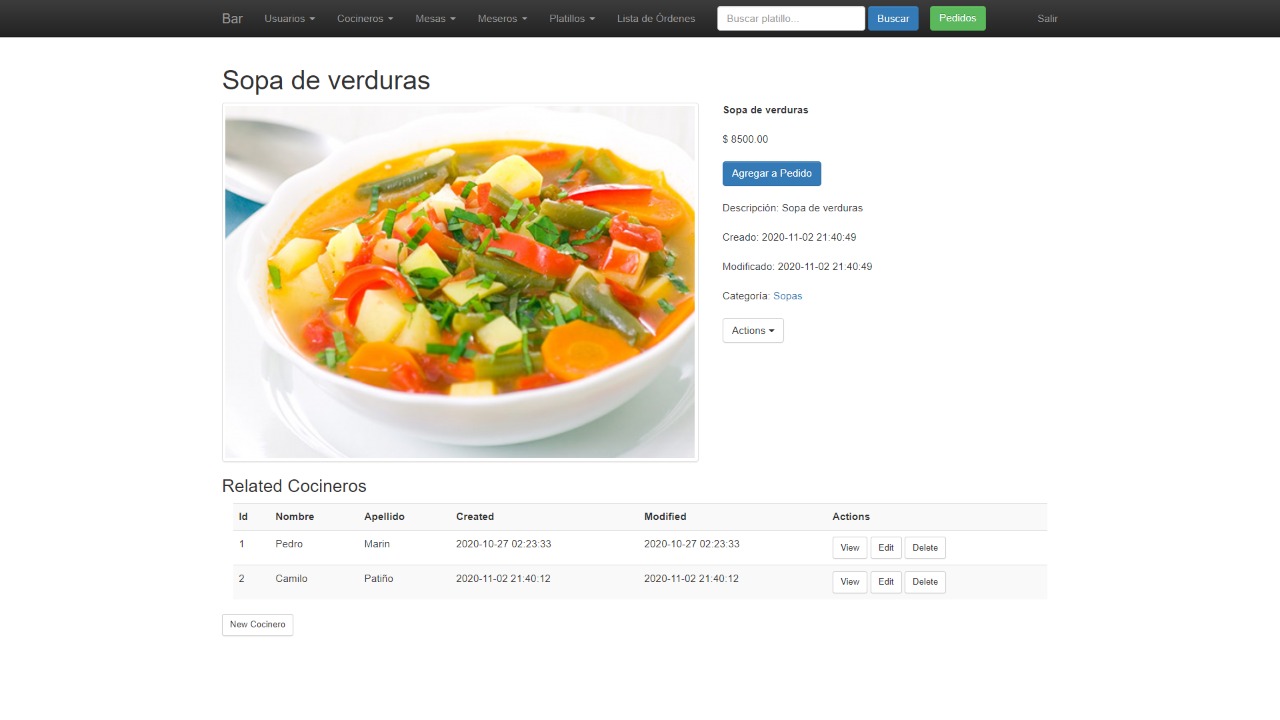 Bar Usuarios Cocineros Mesas Meseros Platillos Lista de Órdenes Buscar platillo... Buscar Pedidos Salir
Sopa de verduras
Sopa de verduras
$ 8500.00
Agregar a Pedido
Descripción: Sopa de verduras
Creado: 2020-11-02 21:40:49
Modificado: 2020-11-02 21:40:49
Categoría: Sopas
Actions
Related Cocineros
Id Nombre Apellido Created Modified Actions
1 Pedro Marin 2020-10-27 02:23:33 2020-10-27 02:23:33 View Edit Delete
2 Camilo Patiño 2020-11-02 21:40:12 2020-11-02 21:40:12 View Edit Delete
New Cocinero